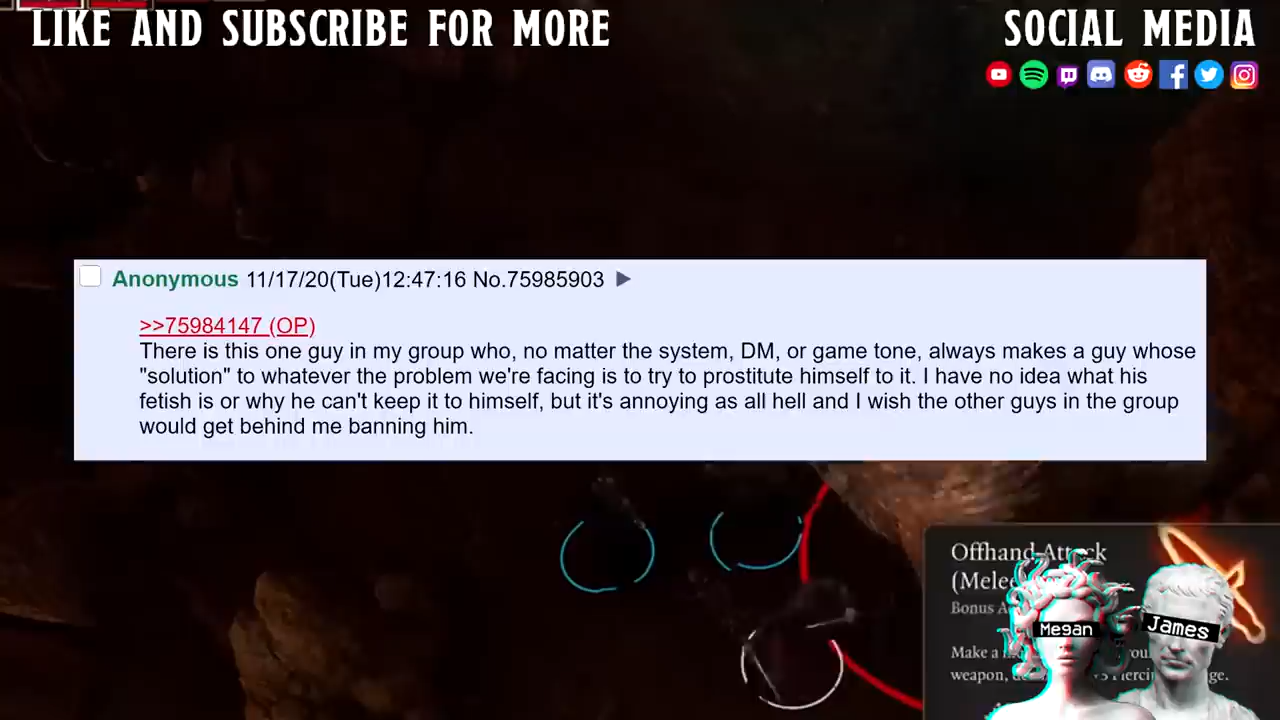 LIKE AND SUBSCRIBE FOR MORE
SOCIAL MEDIA
Anonymous 11/17/20(Tue)12:47:16 No.75985903 ▶
>>75984147 (OP)
There is this one guy in my group who, no matter the system, DM, or game tone, always makes a guy whose
"solution" to whatever the problem we're facing is to try to prostitute himself to it. I have no idea what his
fetish is or why he can't keep it to himself, but it's annoying as all hell and I wish the other guys in the group
would get behind me banning him.
Offhand Attack
Bonus
Megan
James
Make a
weapon,